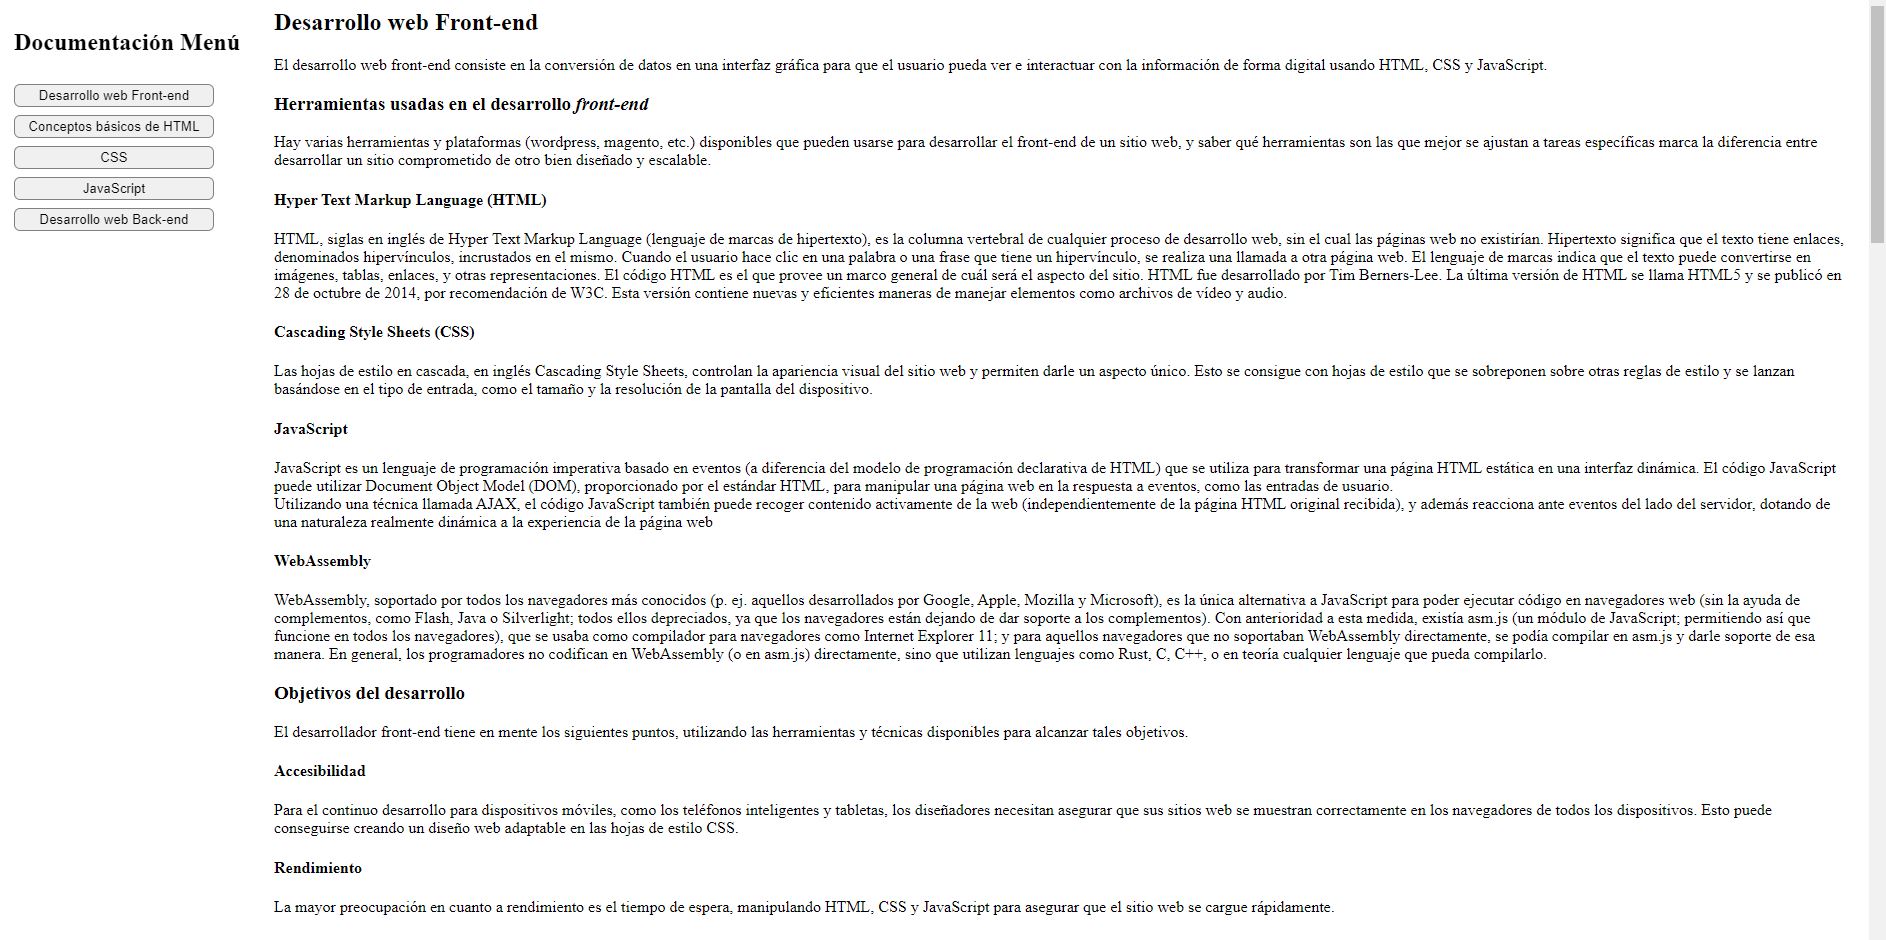 Documentación Menú
Desarrollo web Front-end
Conceptos básicos de HTML
CSS
JavaScript
Desarrollo web Back-end
Desarrollo web Front-end
El desarrollo web front-end consiste en la conversión de datos en una interfaz gráfica para que el usuario pueda ver e interactuar con la información de forma digital usando HTML, CSS y JavaScript.
Herramientas usadas en el desarrollo front-end
Hay varias herramientas y plataformas (wordpress, magento, etc.) disponibles que pueden usarse para desarrollar el front-end de un sitio web, y saber qué herramientas son las que mejor se ajustan a tareas específicas marca la diferencia entre
desarrollar un sitio comprometido de otro bien diseñado y escalable.
Hyper Text Markup Language (HTML)
HTML, siglas en inglés de Hyper Text Markup Language (lenguaje de marcas de hipertexto), es la columna vertebral de cualquier proceso de desarrollo web, sin el cual las páginas web no existirían. Hipertexto significa que el texto tiene enlaces,
denominados hipervínculos, incrustados en el mismo. Cuando el usuario hace clic en una palabra o una frase que tiene un hipervínculo, se realiza una llamada a otra página web. El lenguaje de marcas indica que el texto puede convertirse en
imágenes, tablas, enlaces, y otras representaciones. El código HTML es el que provee un marco general de cuál será el aspecto del sitio. HTML fue desarrollado por Tim Berners-Lee. La última versión de HTML se llama HTML5 y se publicó en
28 de octubre de 2014, por recomendación de W3C. Esta versión contiene nuevas y eficientes maneras de manejar elementos como archivos de vídeo y audio.
Cascading Style Sheets (CSS)
Las hojas de estilo en cascada, en inglés Cascading Style Sheets, controlan la apariencia visual del sitio web y permiten darle un aspecto único. Esto se consigue con hojas de estilo que se sobreponen sobre otras reglas de estilo y se lanzan
basándose en el tipo de entrada, como el tamaño y la resolución de la pantalla del dispositivo.
JavaScript
JavaScript es un lenguaje de programación imperativa basado en eventos (a diferencia del modelo de programación declarativa de HTML) que se utiliza para transformar una página HTML estática en una interfaz dinámica. El código JavaScript
puede utilizar Document Object Model (DOM), proporcionado por el estándar HTML, para manipular una página web en la respuesta a eventos, como las entradas de usuario.
Utilizando una técnica llamada AJAX, el código JavaScript también puede recoger contenido activamente de la web (independientemente de la página HTML original recibida), y además reacciona ante eventos del lado del servidor, dotando de
una naturaleza realmente dinámica a la experiencia de la página web
WebAssembly
WebAssembly, soportado por todos los navegadores más conocidos (p. ej. aquellos desarrollados por Google, Apple, Mozilla y Microsoft), es la única alternativa a JavaScript para poder ejecutar código en navegadores web (sin la ayuda de
complementos, como Flash, Java o Silverlight; todos ellos depreciados, ya que los navegadores están dejando de dar soporte a los complementos). Con anterioridad a esta medida, existía asm.js (un módulo de JavaScript; permitiendo así que
funcione en todos los navegadores), que se usaba como compilador para navegadores como Internet Explorer 11; y para aquellos navegadores que no soportaban WebAssembly directamente, se podía compilar en asm.js y darle soporte de esa
manera. En general, los programadores no codifican en WebAssembly (o en asm.js) directamente, sino que utilizan lenguajes como Rust, C, C++, o en teoría cualquier lenguaje que pueda compilarlo.
Objetivos del desarrollo
El desarrollador front-end tiene en mente los siguientes puntos, utilizando las herramientas y técnicas disponibles para alcanzar tales objetivos.
Accesibilidad
Para el continuo desarrollo para dispositivos móviles, como los teléfonos inteligentes y tabletas, los diseñadores necesitan asegurar que sus sitios web se muestran correctamente en los navegadores de todos los dispositivos. Esto puede
conseguirse creando un diseño web adaptable en las hojas de estilo CSS.
Rendimiento
La mayor preocupación en cuanto a rendimiento es el tiempo de espera, manipulando HTML, CSS y JavaScript para asegurar que el sitio web se cargue rápidamente.